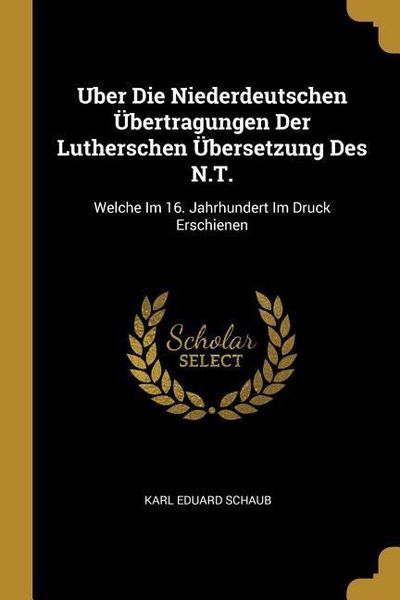 Uber Die Niederdeutschen
Übertragungen Der
Lutherschen Übersetzung Des
N.T.
Welche Im 16. Jahrhundert Im Druck
Erschienen
Scholar
SELECT
KARL EDUARD SCHAUB